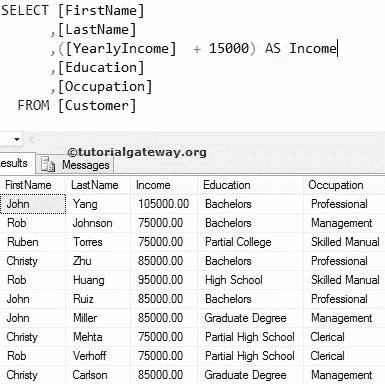 SELECT [FirstName]
,[LastName]
,([YearlyIncome] + 15000) AS Income
,[Education]
,[Occupation]
FROM [Customer]
©tutorialgateway.org
Results Messages
FirstName LastName Income Education Occupation
John Yang 105000.00 Bachelors Professional
Rob Johnson 75000.00 Bachelors Management
Ruben Torres 75000.00 Partial College Skilled Manual
Christy Zhu 85000.00 Bachelors Professional
Rob Huang 95000.00 High School Skilled Manual
John Ruiz 85000.00 Bachelors Professional
John Miller 85000.00 Graduate Degree Management
Christy Mehta 75000.00 Partial High School Clerical
Rob Verhoff 75000.00 Partial High School Clerical
Christy Carlson 85000.00 Graduate Degree Management